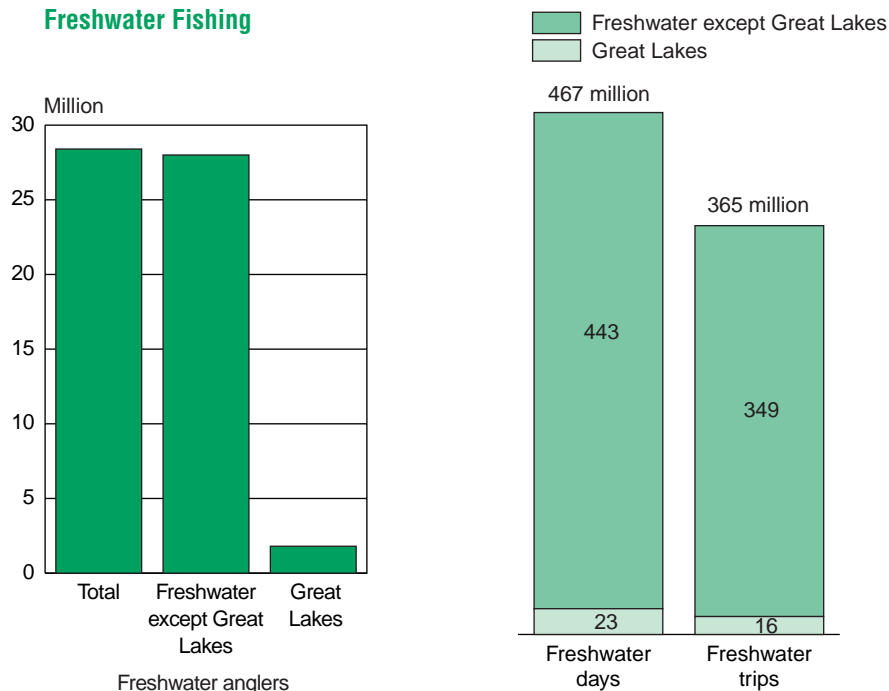 Freshwater Fishing
Million
30
25
20
15
10
5
0
Total
Freshwater
except Great
Lakes
Great
Lakes
Freshwater anglers
Freshwater except Great Lakes
Great Lakes
467 million
443
23
365 million
349
16
Freshwater
days
Freshwater
trips